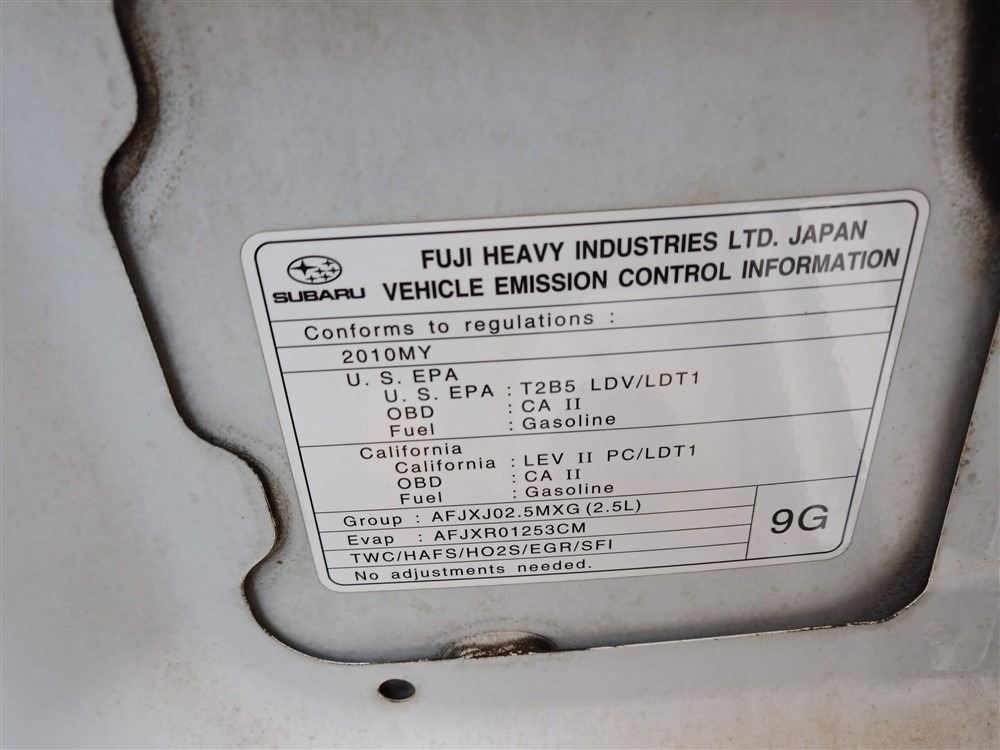 SUBARU
FUJI HEAVY INDUSTRIES LTD. JAPAN
VEHICLE EMISSION CONTROL INFORMATION
Conforms to regulations :
2010MY
U. S. EPA
U. S. EPA : T2B5 LDV/LDT1
OBD : CA II
Fuel : Gasoline
California
California : LEV II PC/LDT1
OBD : CA II
Fuel : Gasoline
Group : AFJXJ02.5MXG (2.5L)
Evap : AFJXR01253CM
TWC/HAFS/HO2S/EGR/SFI
No adjustments needed.
9G